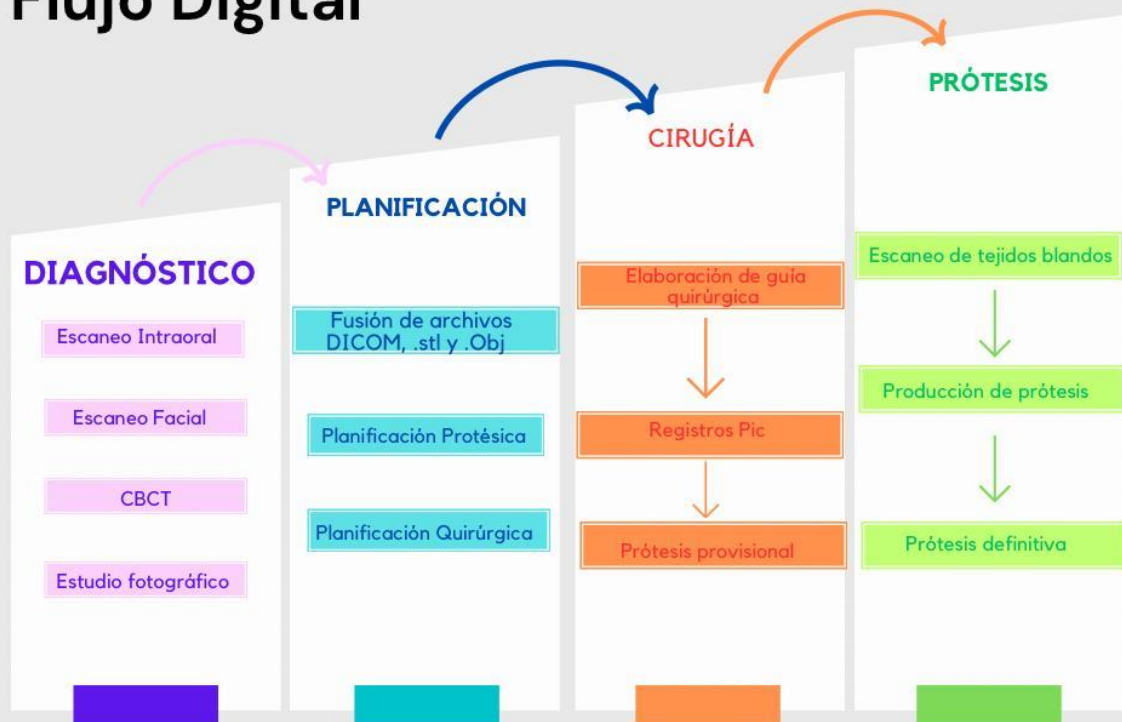 Flujo Digital
DIAGNÓSTICO
Escaneo Intraoral
Escaneo Facial
CBCT
Estudio fotográfico
PLANIFICACIÓN
Fusión de archivos
DICOM, .stl y .Obj
Planificación Protésica
Planificación Quirúrgica
CIRUGÍA
Elaboración de guía
quirúrgica
Registros Pic
Prótesis provisional
PRÓTESIS
Escaneo de tejidos blandos
Producción de prótesis
Prótesis definitiva